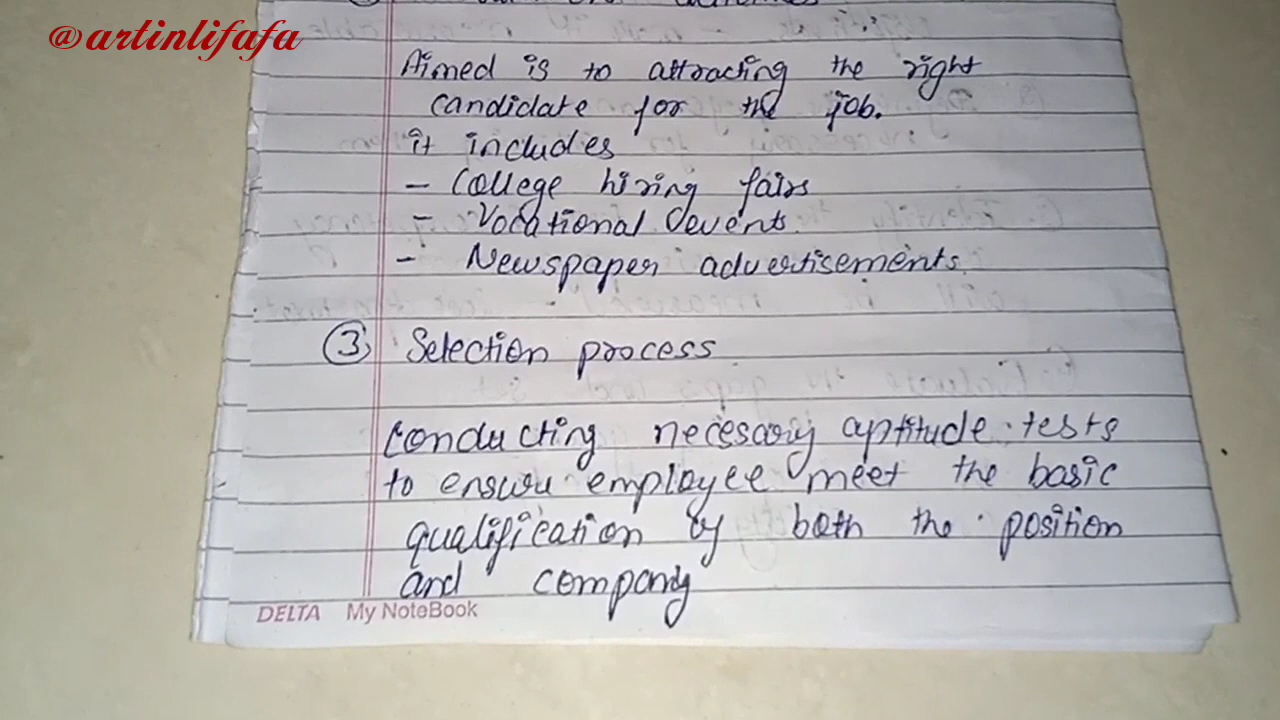 @artinlifafa
Aimed is to attracting the right
candidate for the job.
it includes
- College hiring fairs
- Vocational events.
- Newspaper advertisements.
3 Selection process
Conducting necessary aptitude tests
to ensure employee meet the basic
qualification by both the position
and company
DELTA My NoteBook